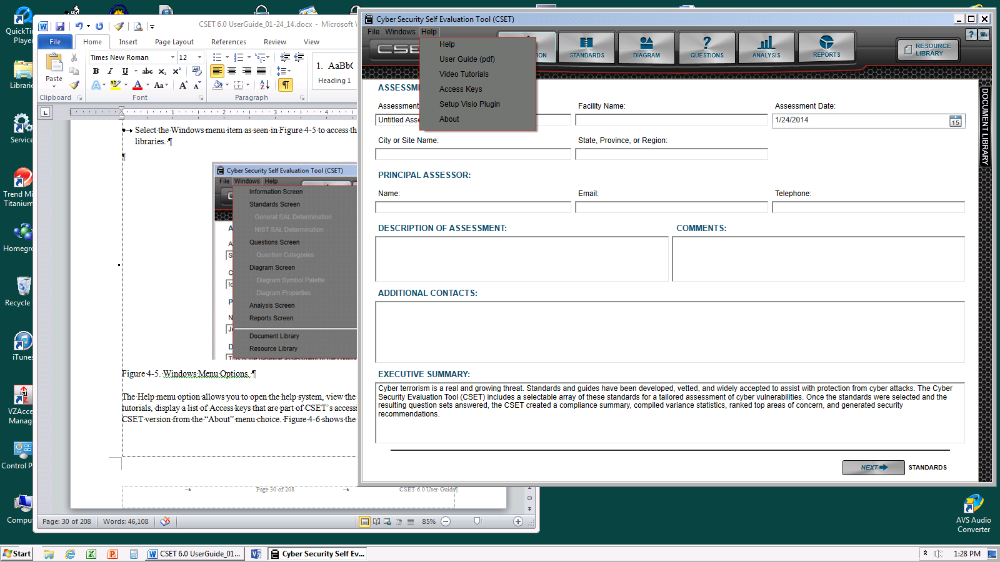 QuickTi
Player
Librari
Service
Trend Mi
Titanium
Homegr
Recycle
iTunes
VZAcce
Manag
Control P
Comput
CSET 6.0 UserGuide_01-24_14.docx - Microsoft W
File Home Insert Page Layout References Review View
Times New Roman 12
Paste
B I U abc x₂ x²
A ab A Aa A A
1. AaBbC
Heading 1
Clipboard Font Paragraph
L
1 1 2 3 4
Select the Windows menu item as seen in Figure 4-5 to access th
libraries. ¶
¶
Cyber Security Self Evaluation Tool (CSET)
File Windows Help
Information Screen
Standards Screen
General SAL Determination
NIST SAL Determination
Questions Screen
Question Categories
Diagram Screen
Diagram Symbol Palette
Diagram Properties
Analysis Screen
Reports Screen
Document Library
Resource Library
Figure 4-5. Windows Menu Options. ¶
The Help menu option allows you to open the help system, view the
tutorials, display a list of Access keys that are part of CSET's accessi
CSET version from the “About” menu choice. Figure 4-6 shows the
Page 30 of 208 CSET 6.0 User Guide¶
Page: 30 of 208 Words: 46,108 85%
Cyber Security Self Evaluation Tool (CSET)
File Windows Help
Help
User Guide (pdf)
Video Tutorials
Access Keys
Setup Visio Plugin
About
CSE
ION
STANDARDS
DIAGRAM
QUESTIONS
ANALYSIS
REPORTS
RESOURCE
LIBRARY
DOCUMENT LIBRARY
ASSESSM
Assessment Facility Name: Assessment Date:
Untitled Asse 1/24/2014 15
City or Site Name: State, Province, or Region:
PRINCIPAL ASSESSOR:
Name: Email: Telephone:
DESCRIPTION OF ASSESSMENT: COMMENTS:
ADDITIONAL CONTACTS:
EXECUTIVE SUMMARY:
Cyber terrorism is a real and growing threat. Standards and guides have been developed, vetted, and widely accepted to assist with protection from cyber attacks. The Cyber
Security Evaluation Tool (CSET) includes a selectable array of these standards for a tailored assessment of cyber vulnerabilities. Once the standards were selected and the
resulting question sets answered, the CSET created a compliance summary, compiled variance statistics, ranked top areas of concern, and generated security
recommendations.
NEXT STANDARDS
AVS Audio
Converter
Start CSET 6.0 UserGuide_01... Cyber Security Self Ev... 1:28 PM